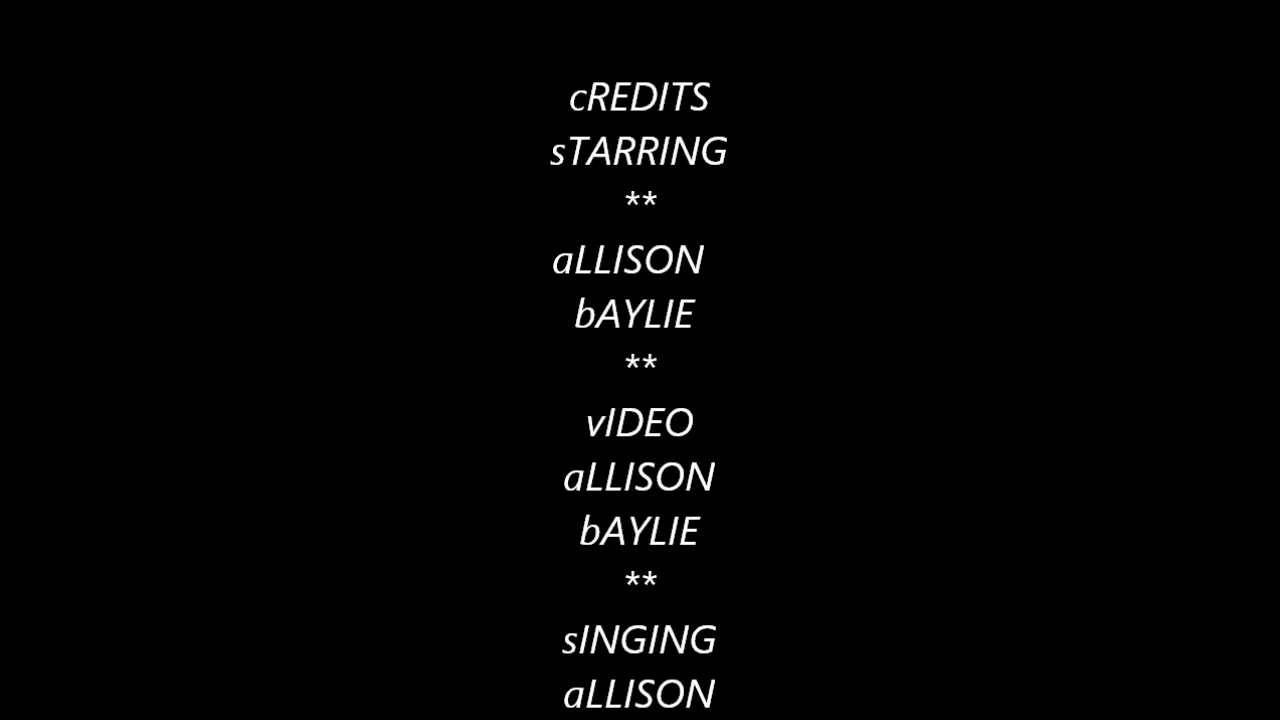 cREDITS
sTARRING
**
aLLISON
bAYLIE
**
vIDEO
aLLISON
bAYLIE
**
sINGING
aLLISON